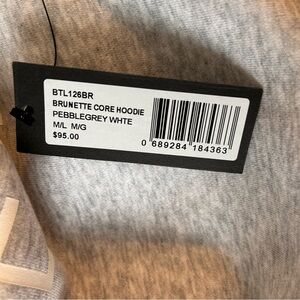 BTL126BR
BRUNETTE CORE HOODIE
PEBBLEGREY WHTE
M/L M/G
$95.00
0 689284 184363